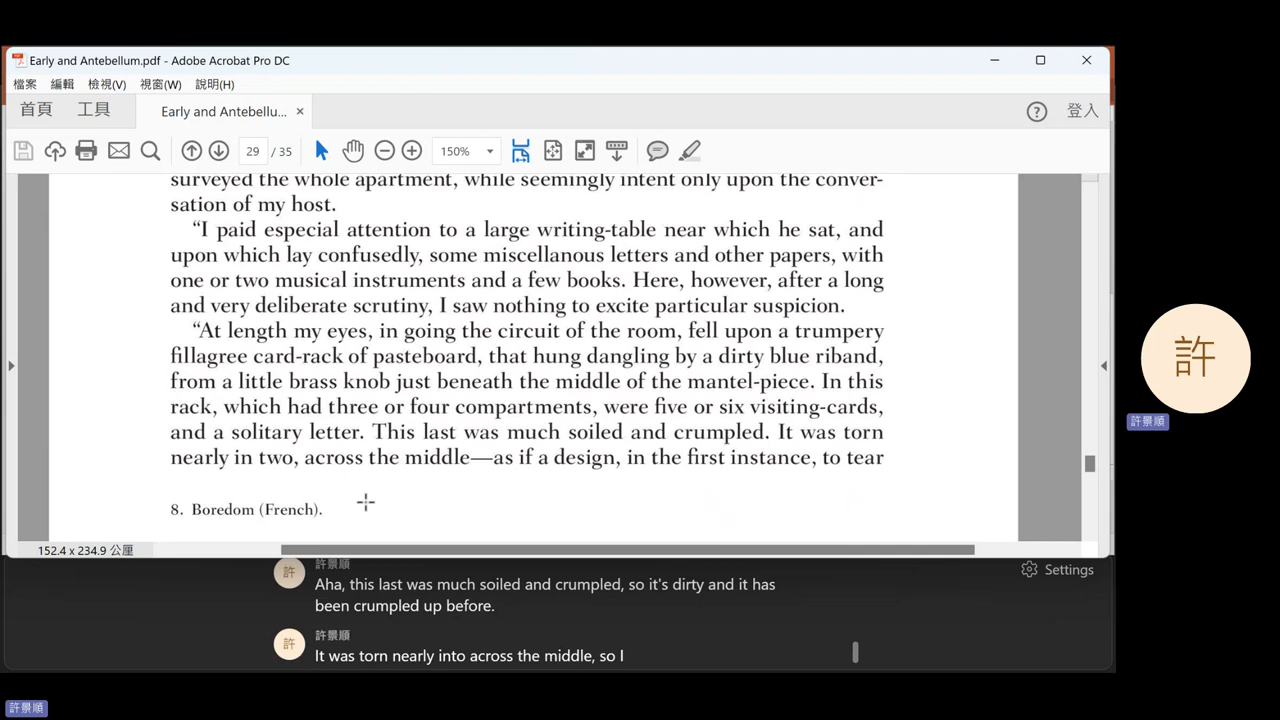 Early and Antebellum.pdf - Adobe Acrobat Pro DC
檔案 編輯 檢視(V) 視窗(W) 說明(H)
首頁 工具 Early and Antebellu... × 登入
29 / 35 150%
surveyed the whole apartment, while seemingly intent only upon the conver-
sation of my host.
“I paid especial attention to a large writing-table near which he sat, and
upon which lay confusedly, some miscellanous letters and other papers, with
one or two musical instruments and a few books. Here, however, after a long
and very deliberate scrutiny, I saw nothing to excite particular suspicion.
“At length my eyes, in going the circuit of the room, fell upon a trumpery
fillagree card-rack of pasteboard, that hung dangling by a dirty blue riband,
from a little brass knob just beneath the middle of the mantel-piece. In this
rack, which had three or four compartments, were five or six visiting-cards,
and a solitary letter. This last was much soiled and crumpled. It was torn
nearly in two, across the middle—as if a design, in the first instance, to tear
8. Boredom (French).
152.4 x 234.9 公厘
許
許景順
Settings
許 許景順
Aha, this last was much soiled and crumpled, so it's dirty and it has
been crumpled up before.
許 許景順
It was torn nearly into across the middle, so I
許景順